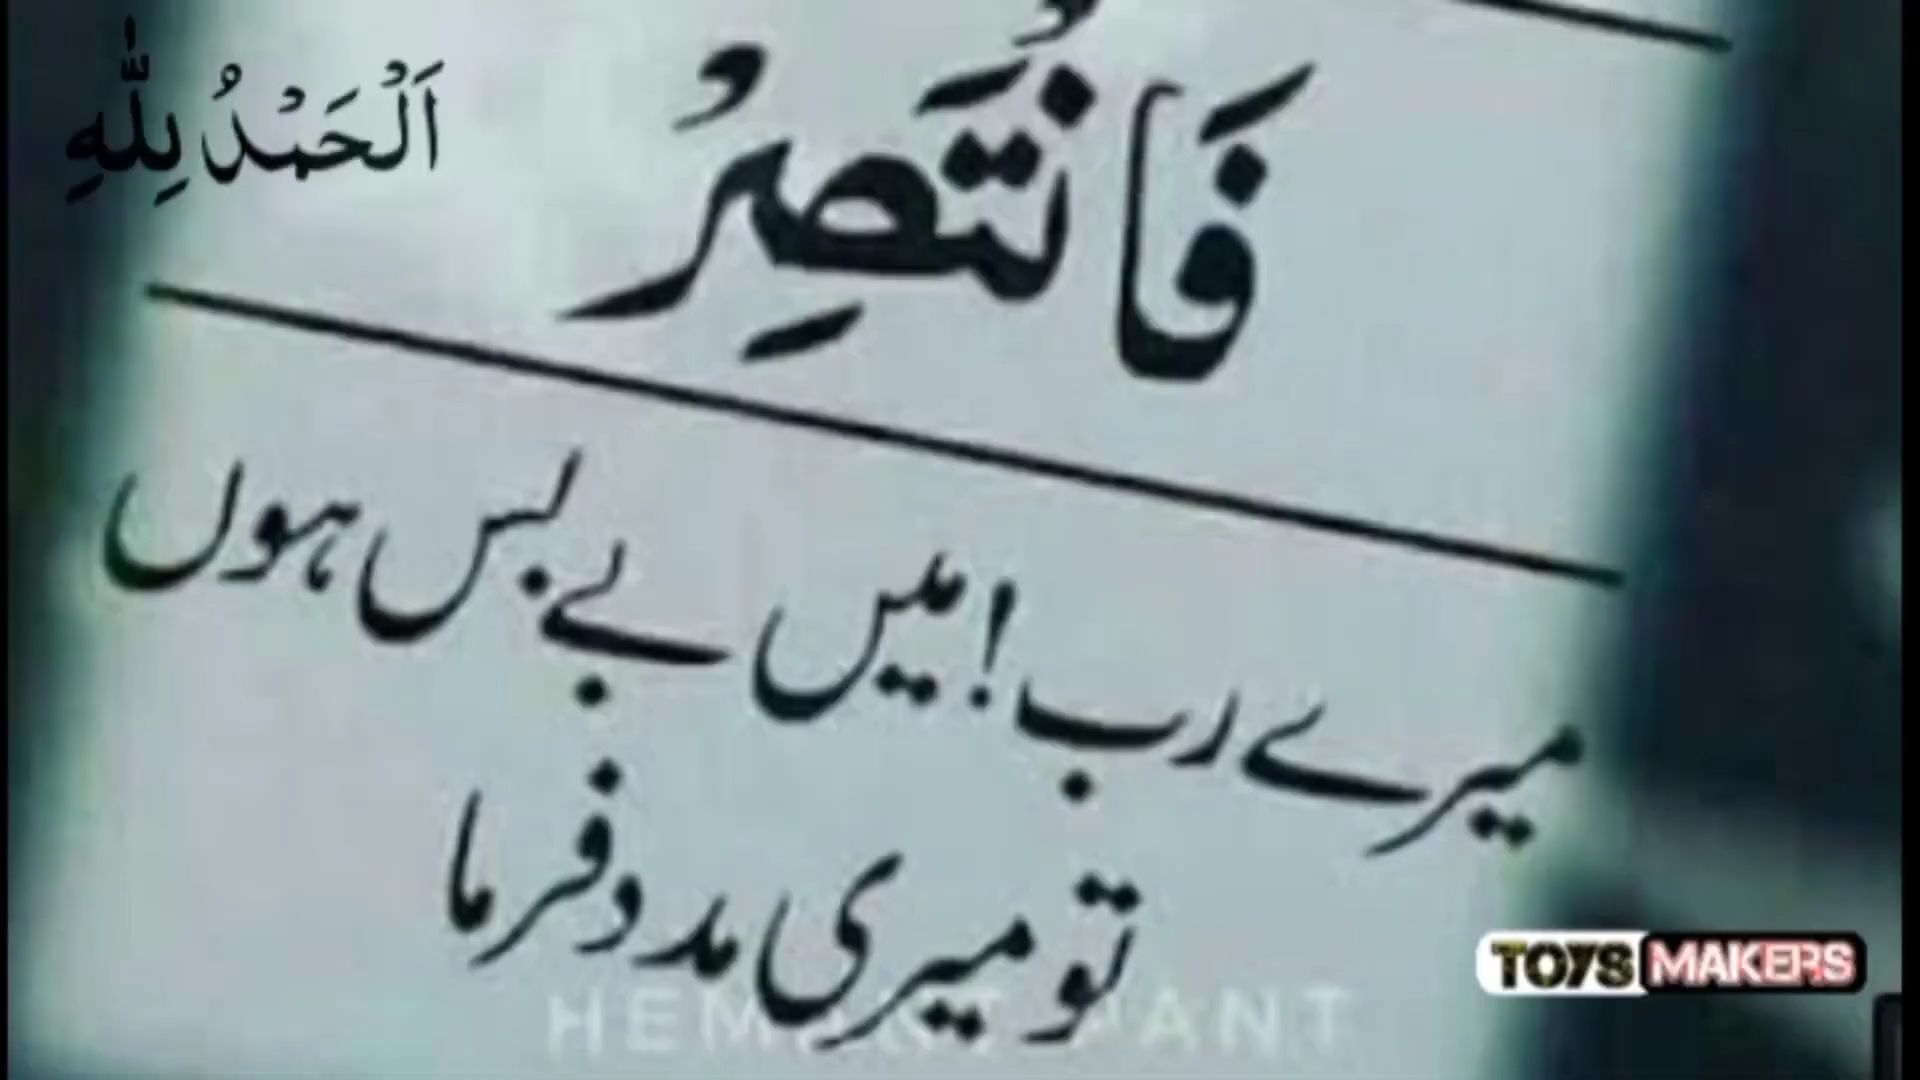 اَلْحَمْدُ لِلّٰهِ
فَانْتَصِرْ
میرے رب! میں بے بس ہوں
تو میری مدد فرما
TOYS MAKERS